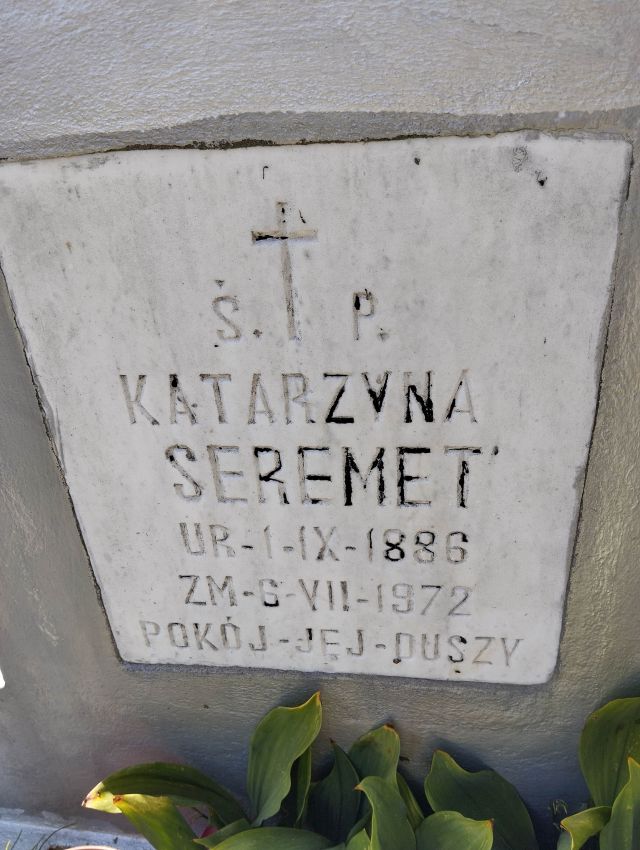 Ś. P.
KATARZYNA
SEREMET'
UR-1-IX-1886
ZM-6-VII-1972
POKÓJ-JEJ-DUSZY